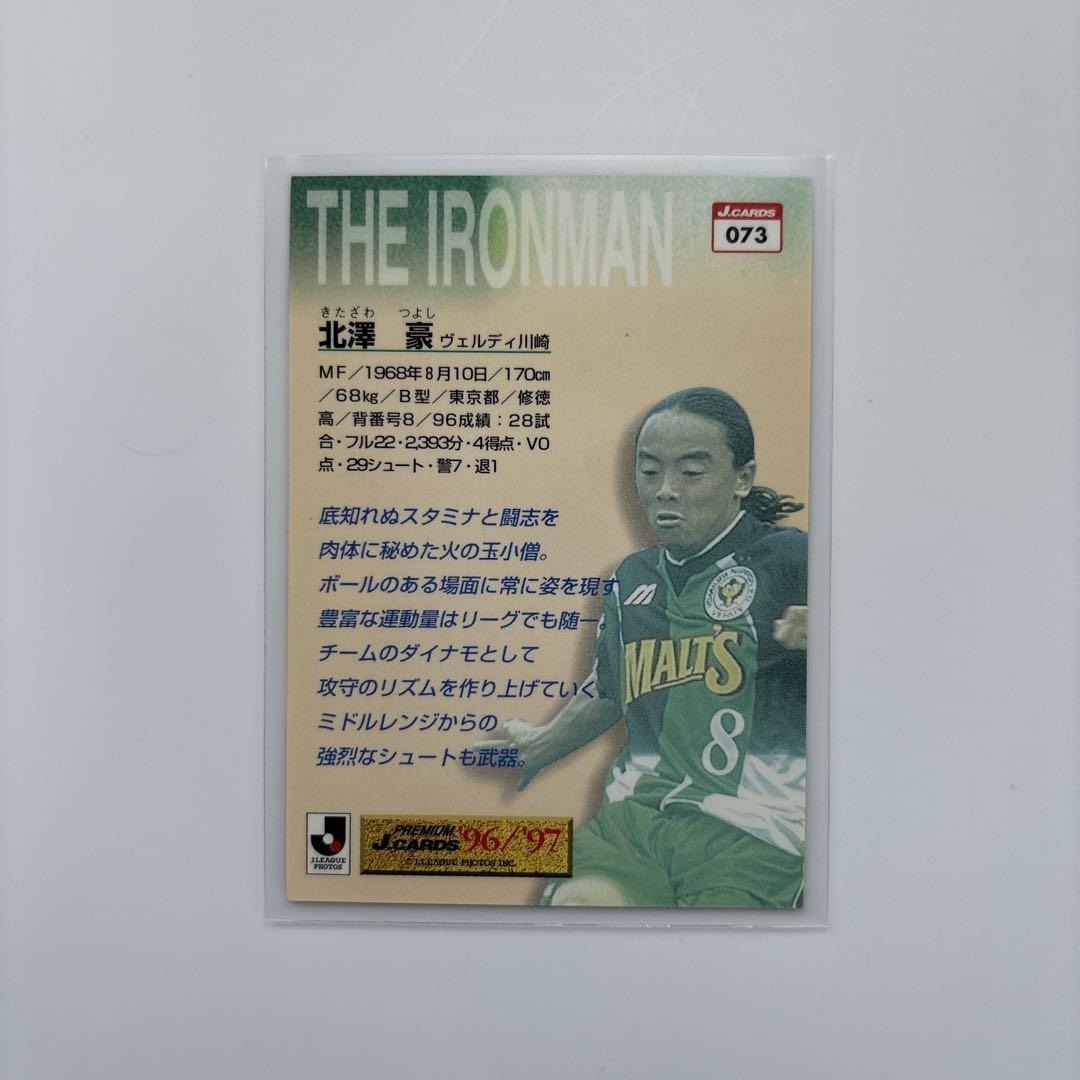 THE IRONMAN
J.CARDS
073
きたざわ つよし
北澤 豪 ヴェルディ川崎
MF/1968年8月10日/170cm
/68kg/B型/東京都/修徳
高/背番号8/96成績:28試
合・フル22・2,393分・4得点・V0
点・29シュート・警7・退1
底知れぬスタミナと闘志を
肉体に秘めた火の玉小僧。
ボールのある場面に常に姿を現す
豊富な運動量はリーグでも随一。
チームのダイナモとして
攻守のリズムを作り上げていく。
ミドルレンジからの
強烈なシュートも武器。
MALT'S
8
J.LEAGUE
PHOTOS
PREMIUM
J.CARDS '96/'97
© J.LEAGUE PHOTOS INC.